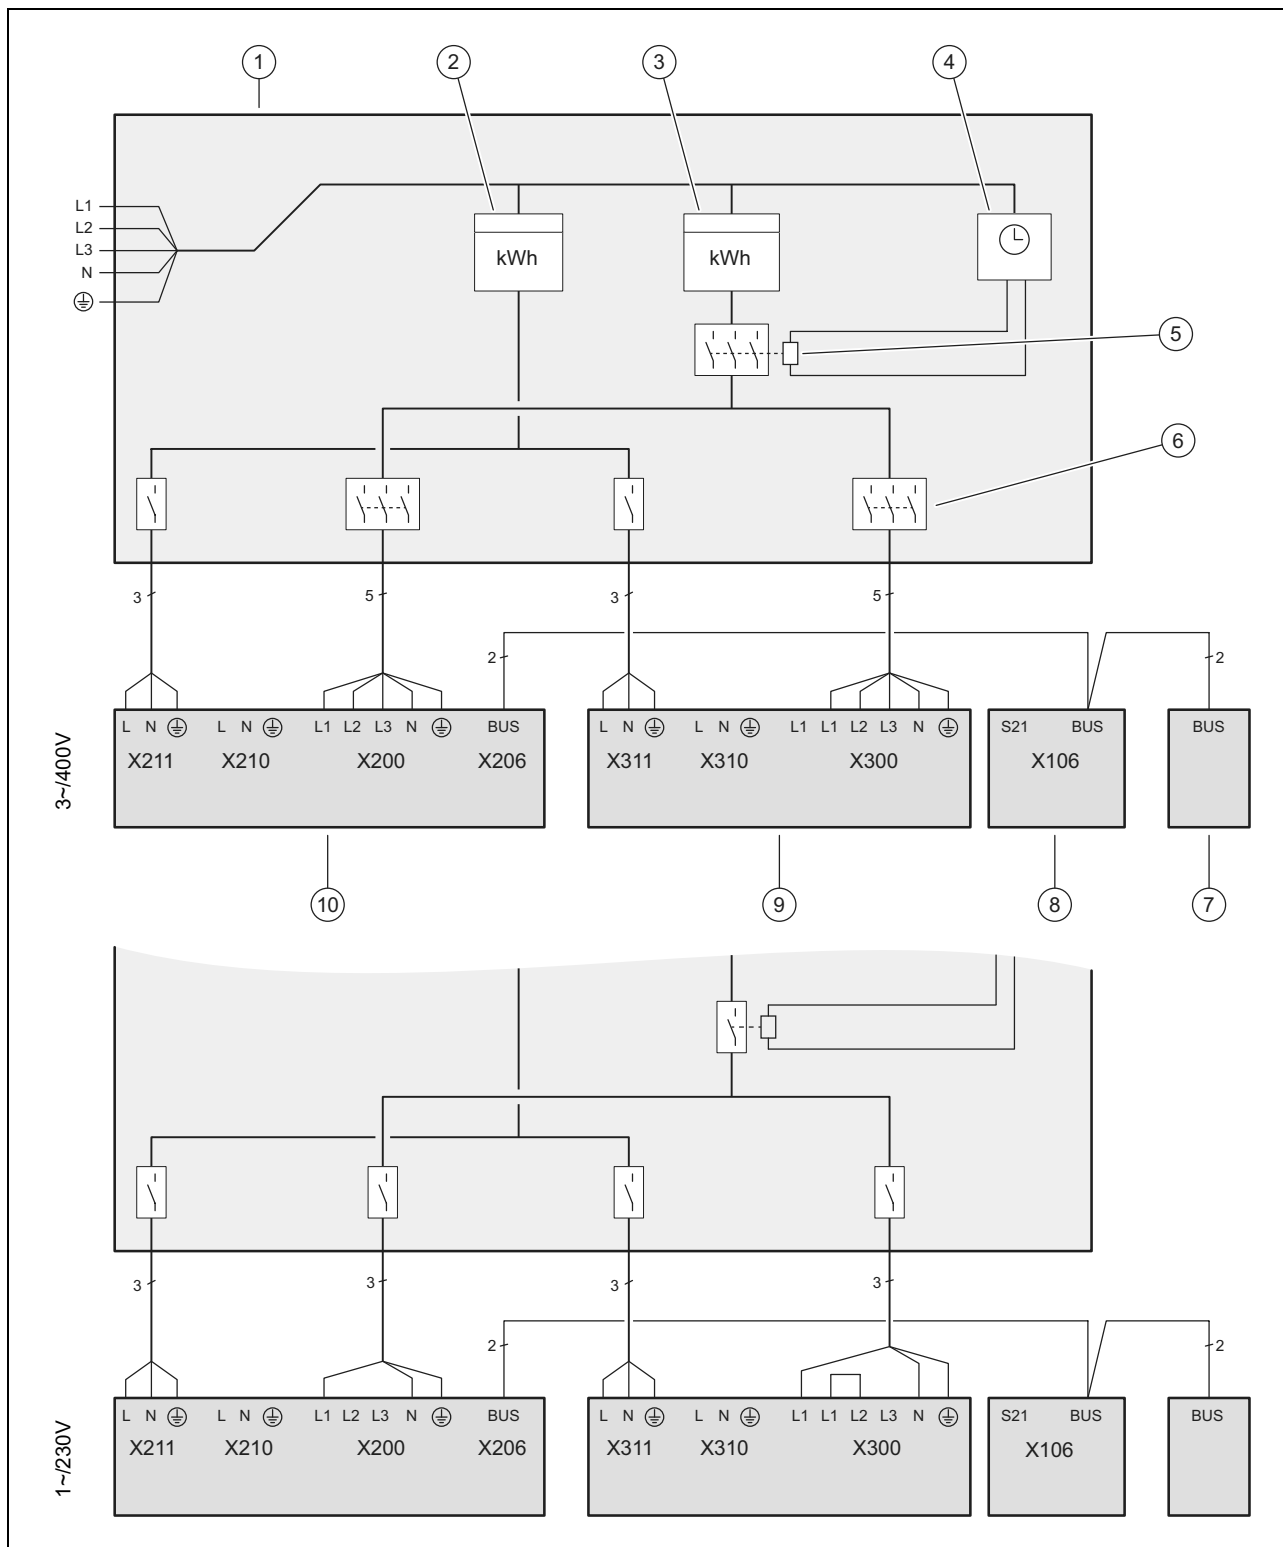 1 2 3 4
L1
L2
L3
N
kWh kWh
5
6
3 5 3 5
2 2
L N L N L1 L2 L3 N BUS
X211 X210 X200 X206
L N L N L1 L1 L2 L3 N
X311 X310 X300
S21 BUS
X106
BUS
3~/400V
10 9 8 7
3 3 3 3
2 2
L N L N L1 L2 L3 N BUS
X211 X210 X200 X206
L N L N L1 L1 L2 L3 N
X311 X310 X300
S21 BUS
X106
BUS
1~/230V